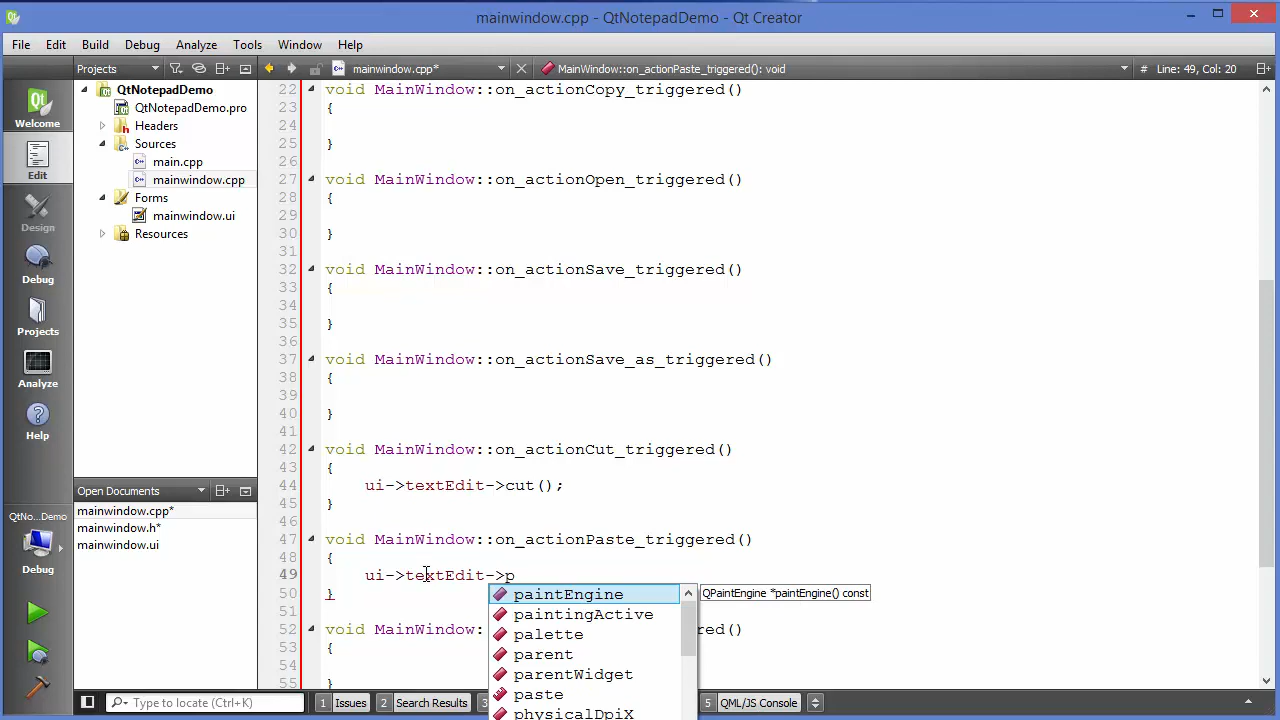 mainwindow.cpp - QtNotepadDemo - Qt Creator
File Edit Build Debug Analyze Tools Window Help
Projects mainwindow.cpp* MainWindow::on_actionPaste_triggered(): void # Line: 49, Col: 20
Welcome
Edit
Design
Debug
Projects
Analyze
Help
QtNo...Demo
Debug
QtNotepadDemo
QtNotepadDemo.pro
Headers
Sources
main.cpp
mainwindow.cpp
Forms
mainwindow.ui
Resources
Open Documents
mainwindow.cpp*
mainwindow.h*
mainwindow.ui
22 void MainWindow::on_actionCopy_triggered()
23 {
24
25 }
26
27 void MainWindow::on_actionOpen_triggered()
28 {
29
30 }
31
32 void MainWindow::on_actionSave_triggered()
33 {
34
35 }
36
37 void MainWindow::on_actionSave_as_triggered()
38 {
39
40 }
41
42 void MainWindow::on_actionCut_triggered()
43 {
44 ui->textEdit->cut();
45 }
46
47 void MainWindow::on_actionPaste_triggered()
48 {
49 ui->textEdit->p
50 }
51
52 void MainWindow: red()
53 {
54
55 }
paintEngine QPaintEngine *paintEngine() const
paintingActive
palette
parent
parentWidget
paste
physicalDpiX
Type to locate (Ctrl+K) 1 Issues 2 Search Results 3 5 QML/JS Console